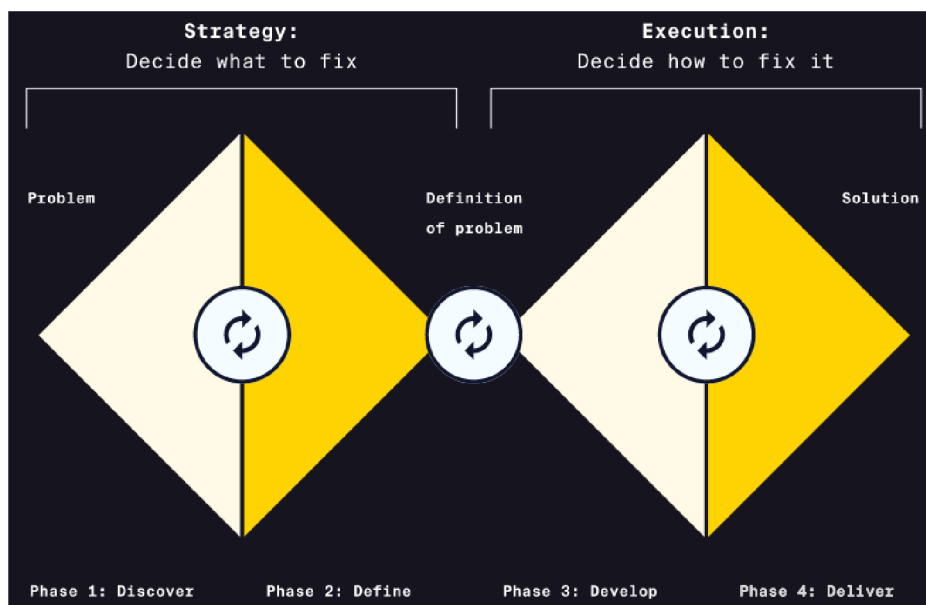 Strategy:
Decide what to fix
Execution:
Decide how to fix it
Problem
Definition
of problem
Solution
Phase 1: Discover
Phase 2: Define
Phase 3: Develop
Phase 4: Deliver